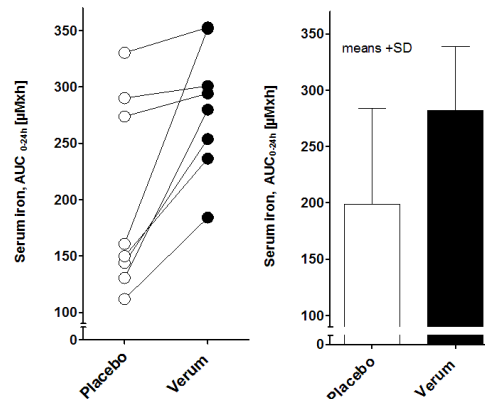 Serum iron, AUC 0-24h [µMxh]
350
300
250
200
150
100
0
Placebo
Verum
Serum iron, AUC0-24h [µMxh]
means +SD
350
300
250
200
150
100
0
Placebo
Verum